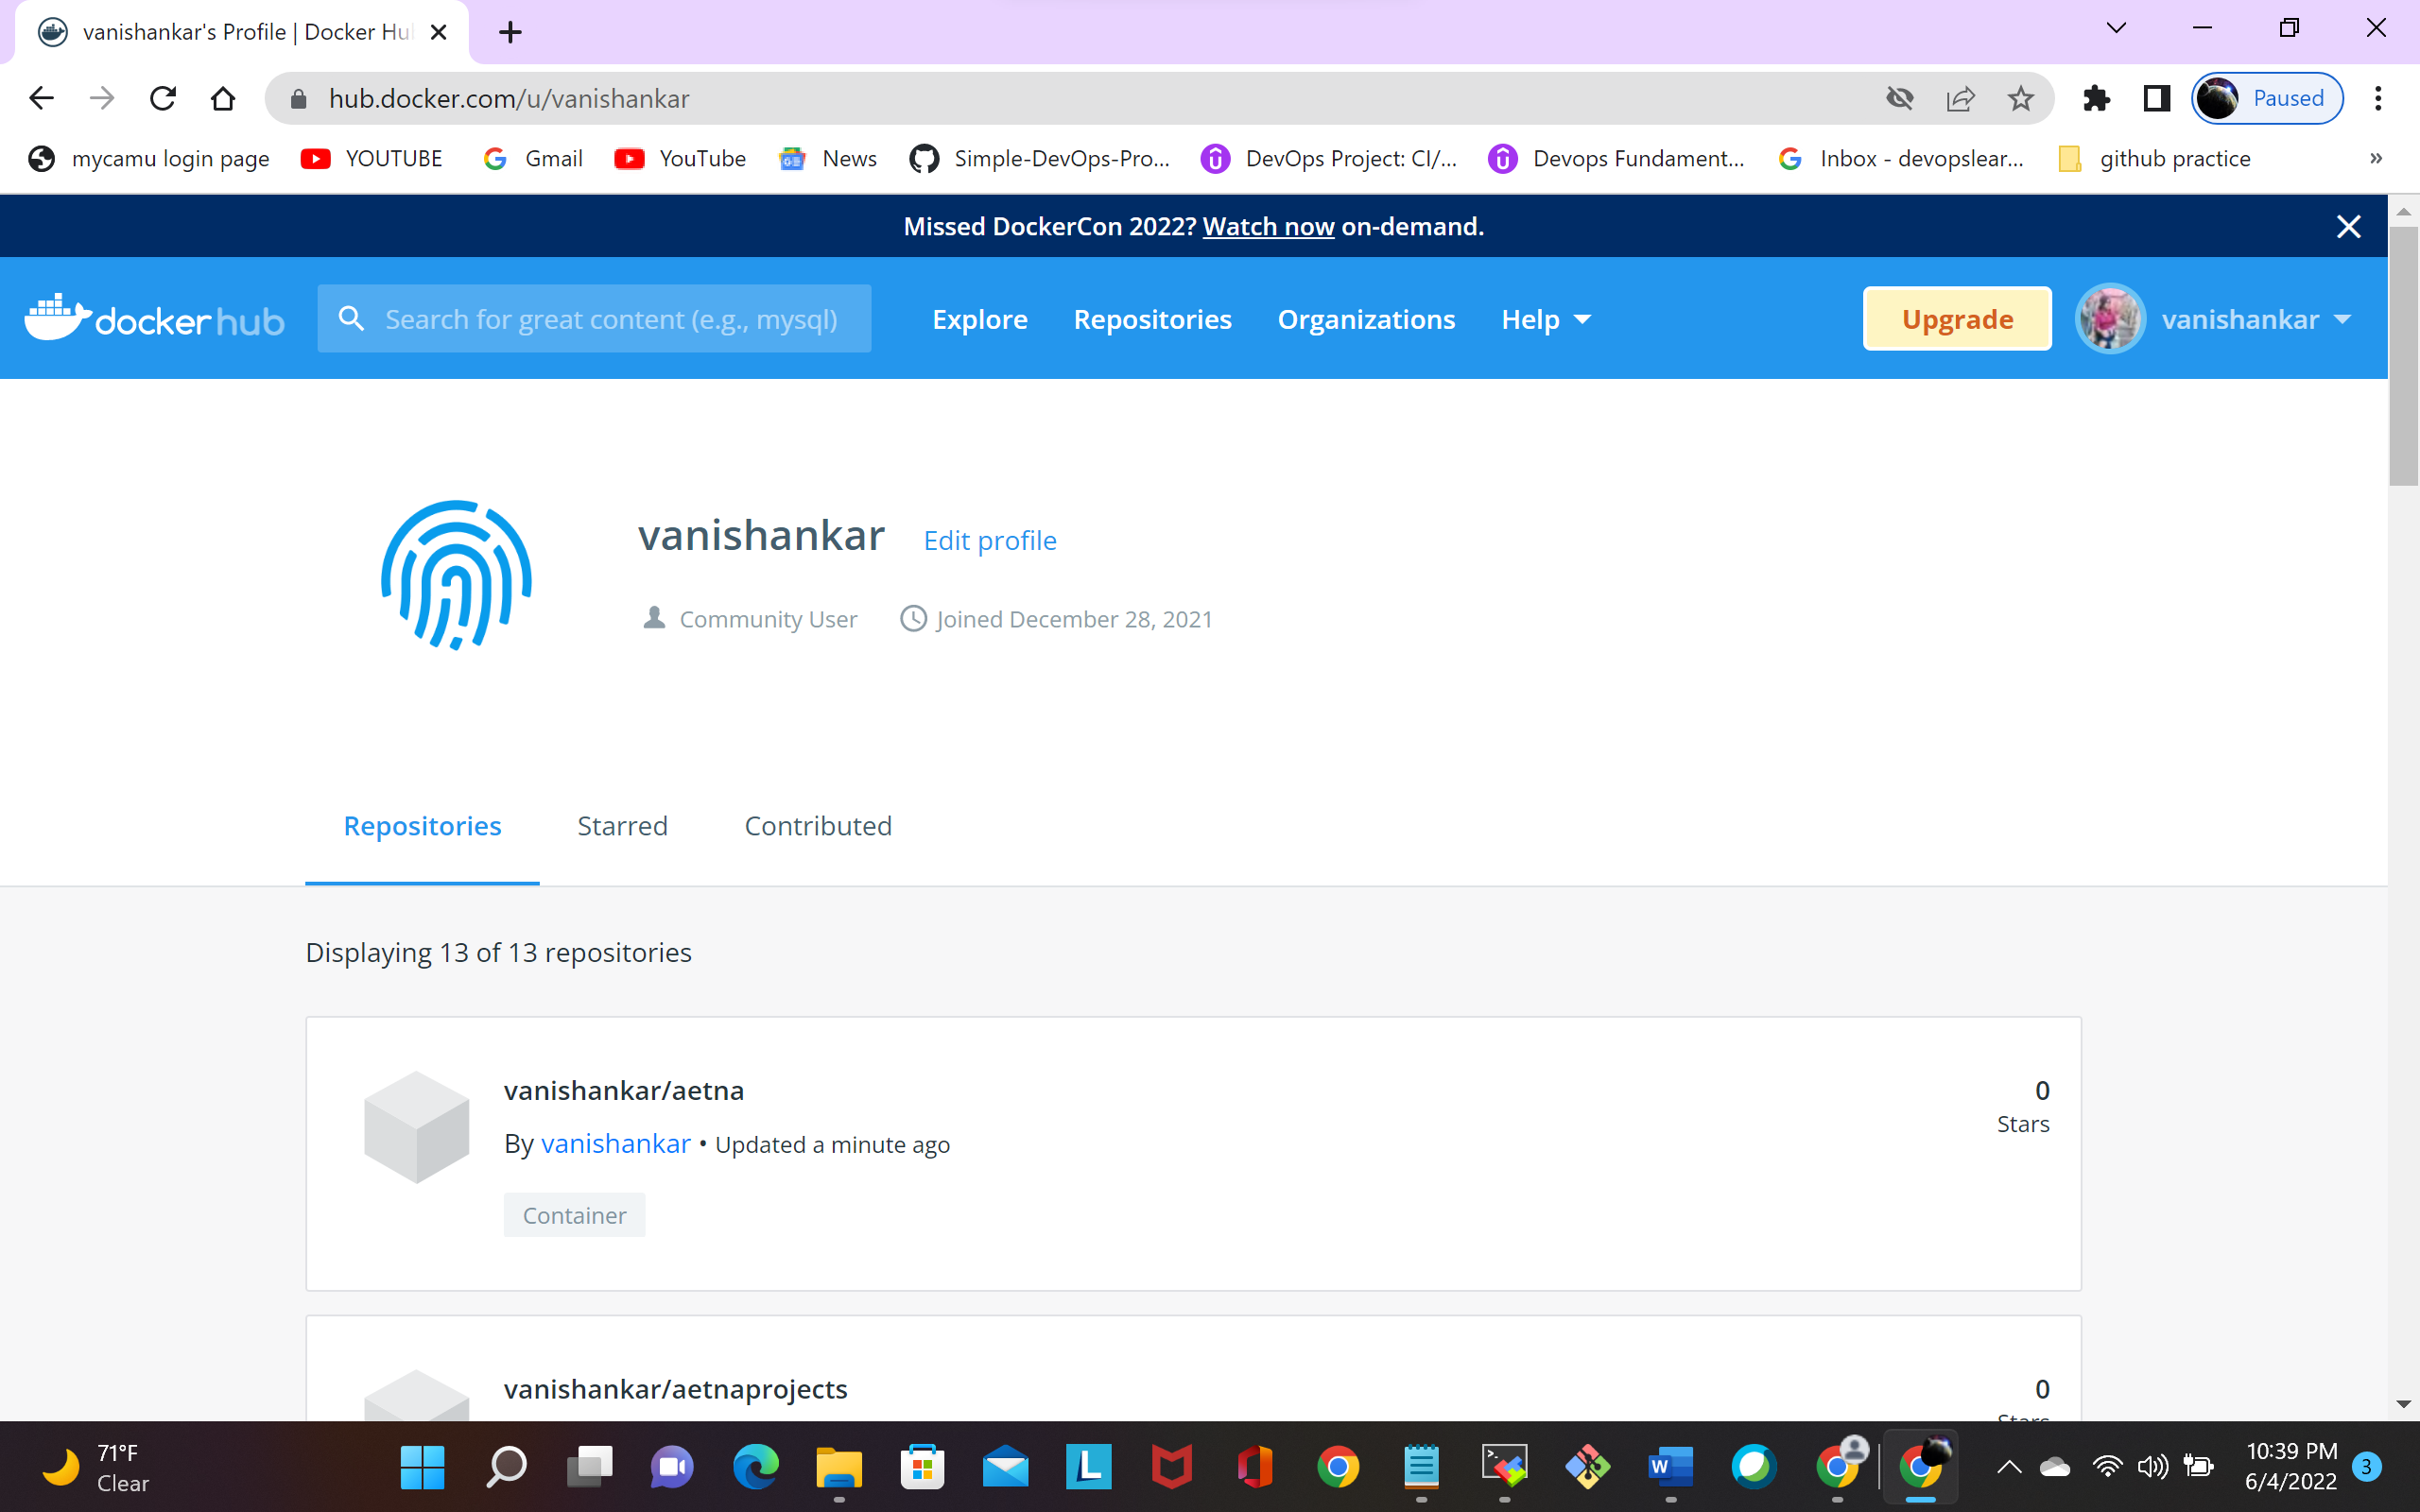 vanishankar's Profile | Docker Hu
hub.docker.com/u/vanishankar
Paused
mycamu login page
YOUTUBE
Gmail
YouTube
News
Simple-DevOps-Pro...
DevOps Project: CI/...
Devops Fundament...
Inbox - devopslear...
github practice
»
Missed DockerCon 2022? Watch now on-demand.
docker hub
Search for great content (e.g., mysql)
Explore
Repositories
Organizations
Help
Upgrade
vanishankar
vanishankar
Edit profile
Community User
Joined December 28, 2021
Repositories
Starred
Contributed
Displaying 13 of 13 repositories
vanishankar/aetna
0
Stars
By vanishankar • Updated a minute ago
Container
vanishankar/aetnaprojects
0
Stars
71°F
Clear
10:39 PM
6/4/2022
3